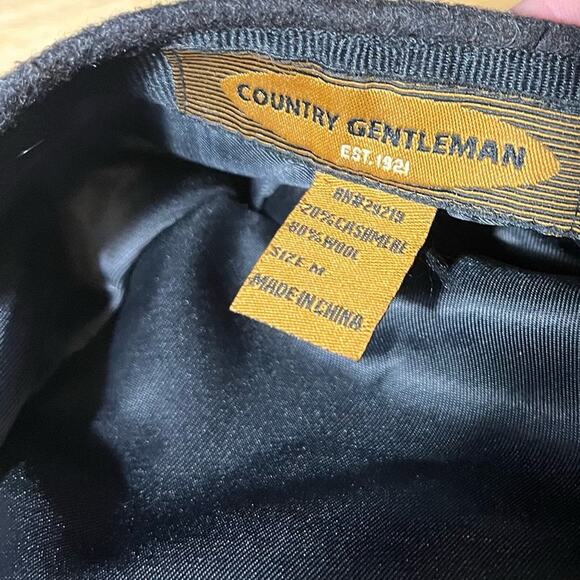 COUNTRY GENTLEMAN
EST. 1921
RN#29219
20%CASHMERE
80%WOOL
SIZE M
MADE IN CHINA